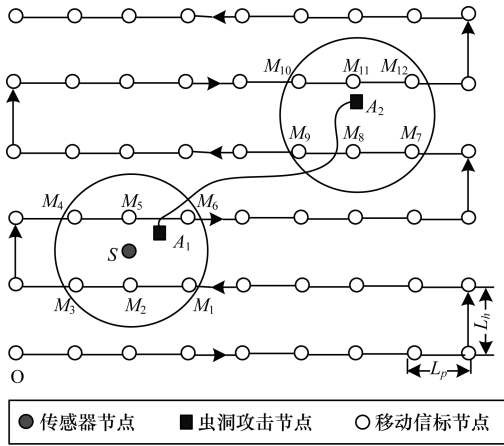 M10 M11 M12
A2
M9 M8 M7
M4 M5 M6
S A1
M3 M2 M1
Lh
O Lp
传感器节点 虫洞攻击节点 移动信标节点